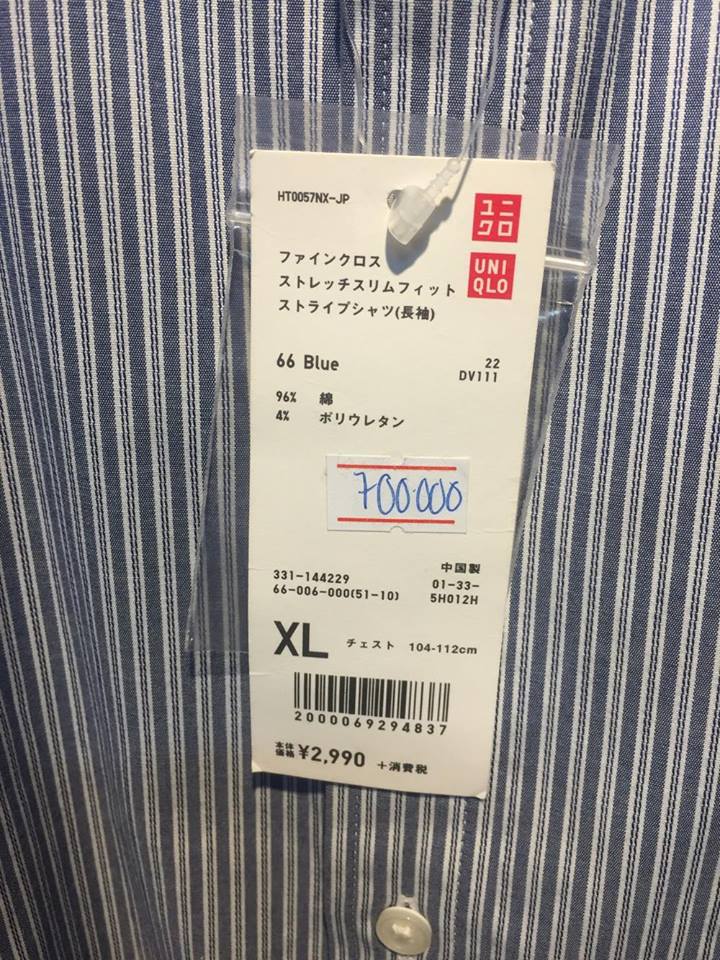 HT0057NX-JP
ユニ
クロ
UNI
QLO
ファインクロス
ストレッチスリムフィット
ストライプシャツ(長袖)
66 Blue
22
DV111
96% 綿
4% ポリウレタン
700.000
中国製
331-144229 01-33-
66-006-000(51-10) 5H012H
XL チェスト 104-112cm
2000069294837
本体価格 ¥2,990 +消費税